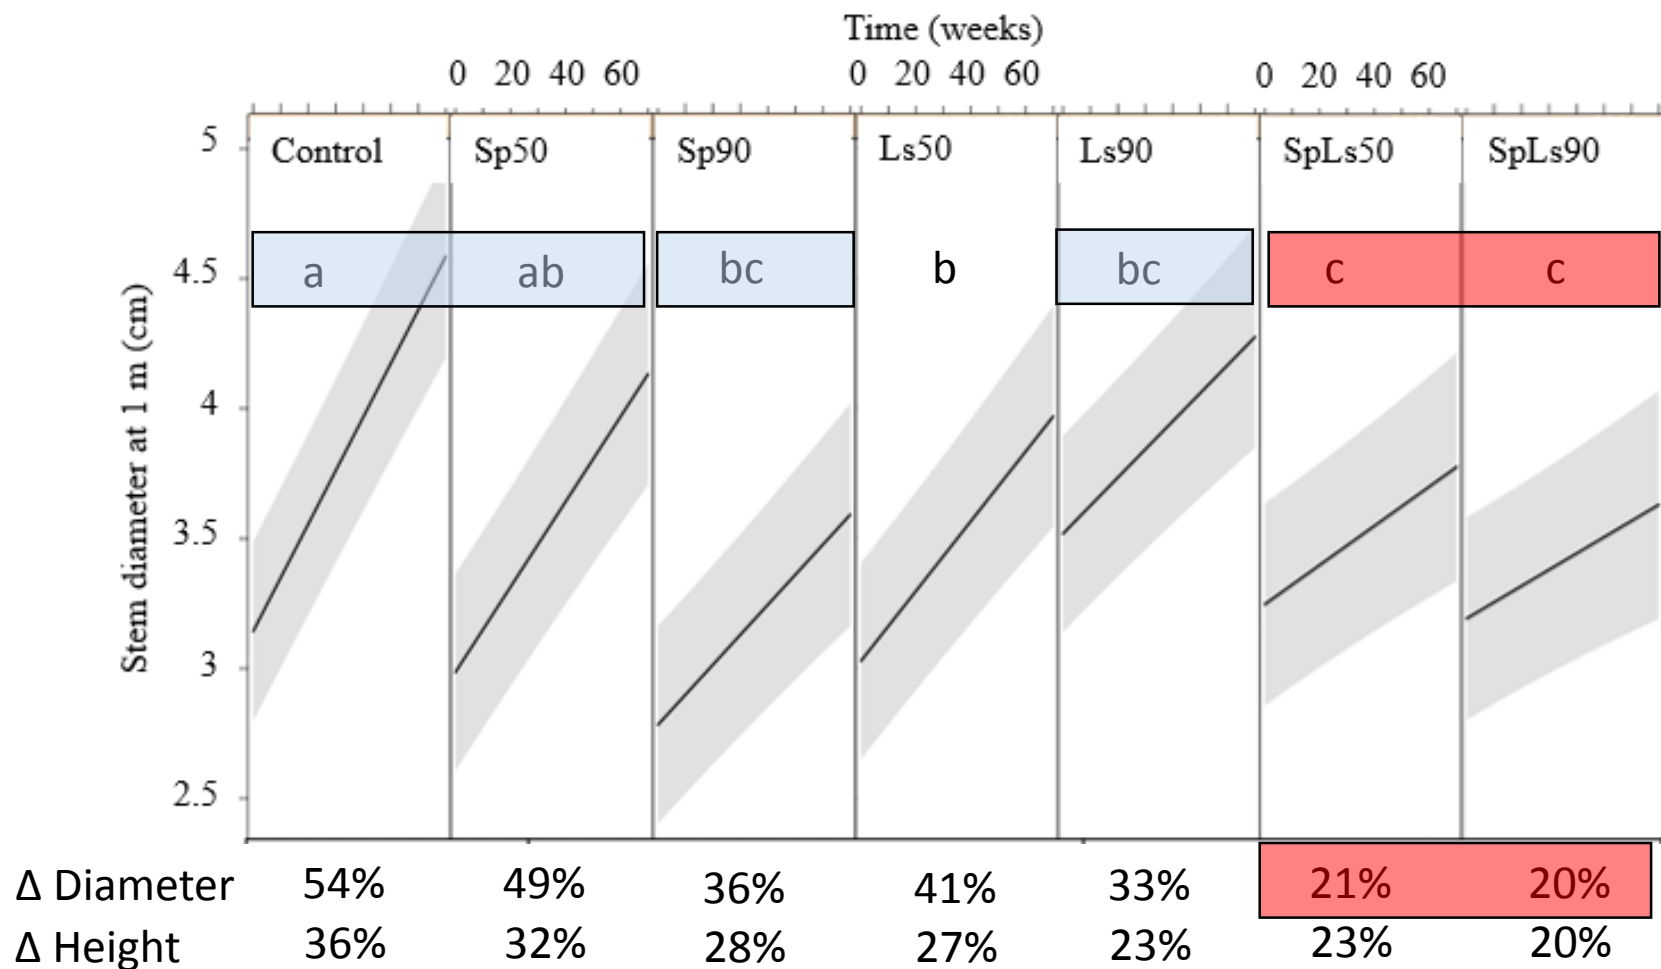 Time (weeks)
0 20 40 60 0 20 40 60 0 20 40 60
Control Sp50 Sp90 Ls50 Ls90 SpLs50 SpLs90
a ab bc b bc c c
Stem diameter at 1 m (cm)
5
4.5
4
3.5
3
2.5
Δ Diameter 54% 49% 36% 41% 33% 21% 20%
Δ Height 36% 32% 28% 27% 23% 23% 20%